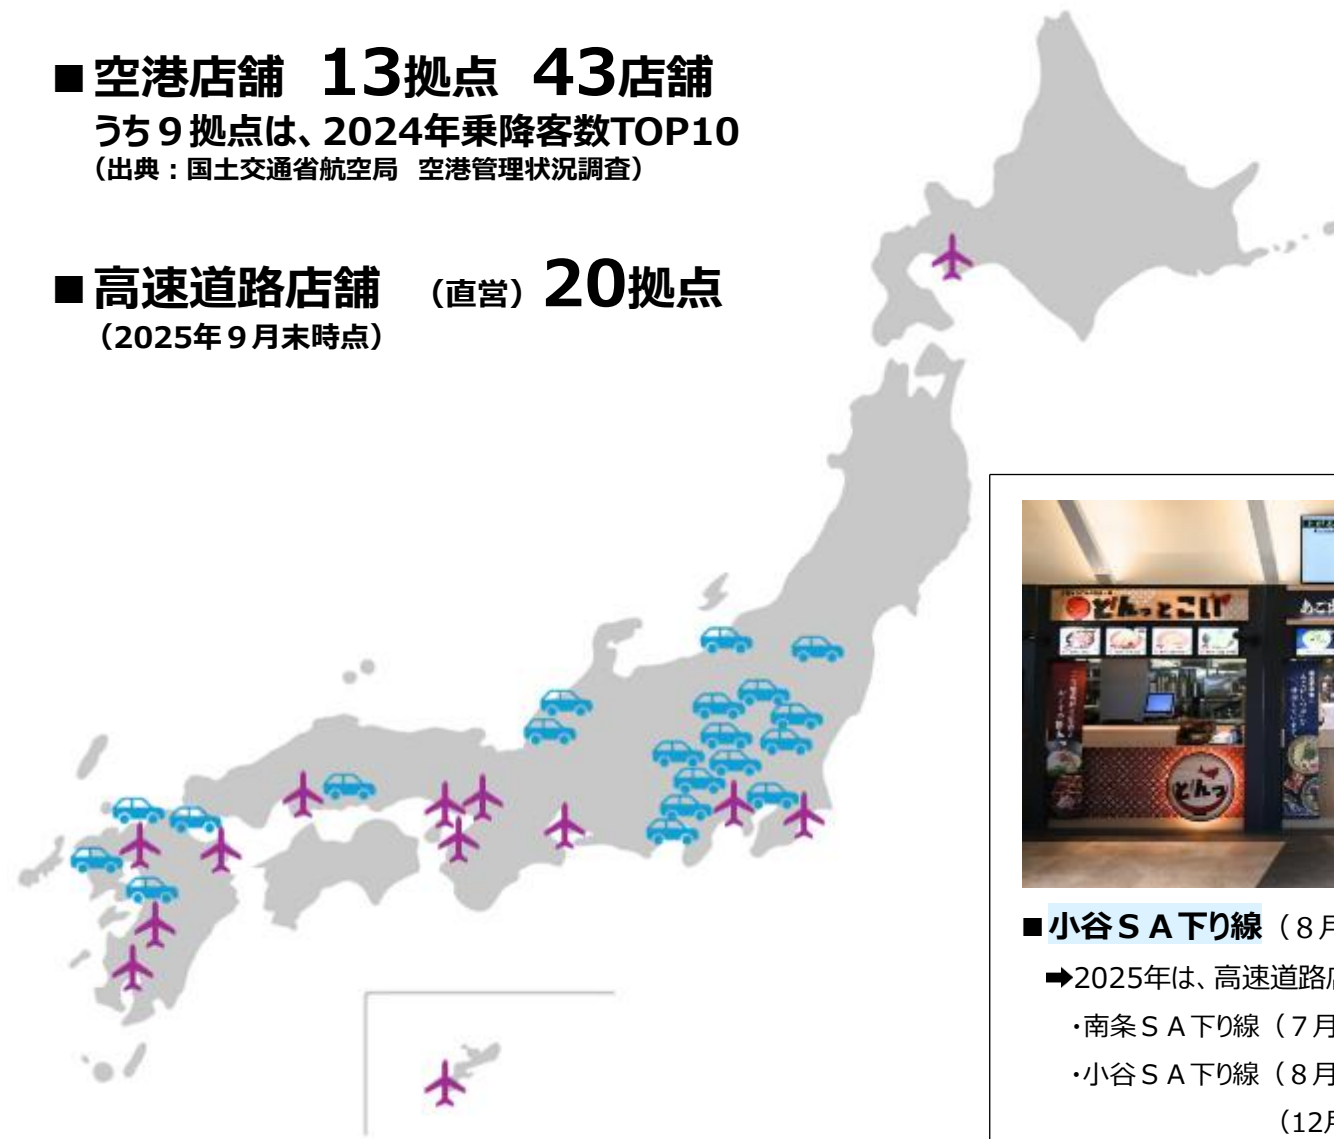 ■空港店舗 13拠点 43店舗
うち９拠点は、2024年乗降客数TOP10
（出典：国土交通省航空局 空港管理状況調査）
■高速道路店舗 （直営）20拠点
（2025年９月末時点）
どんっとこい
どんっ
■小谷ＳＡ下り線（８月
➡2025年は、高速道路店
・南条ＳＡ下り線（７月
・小谷ＳＡ下り線（８月
（12月